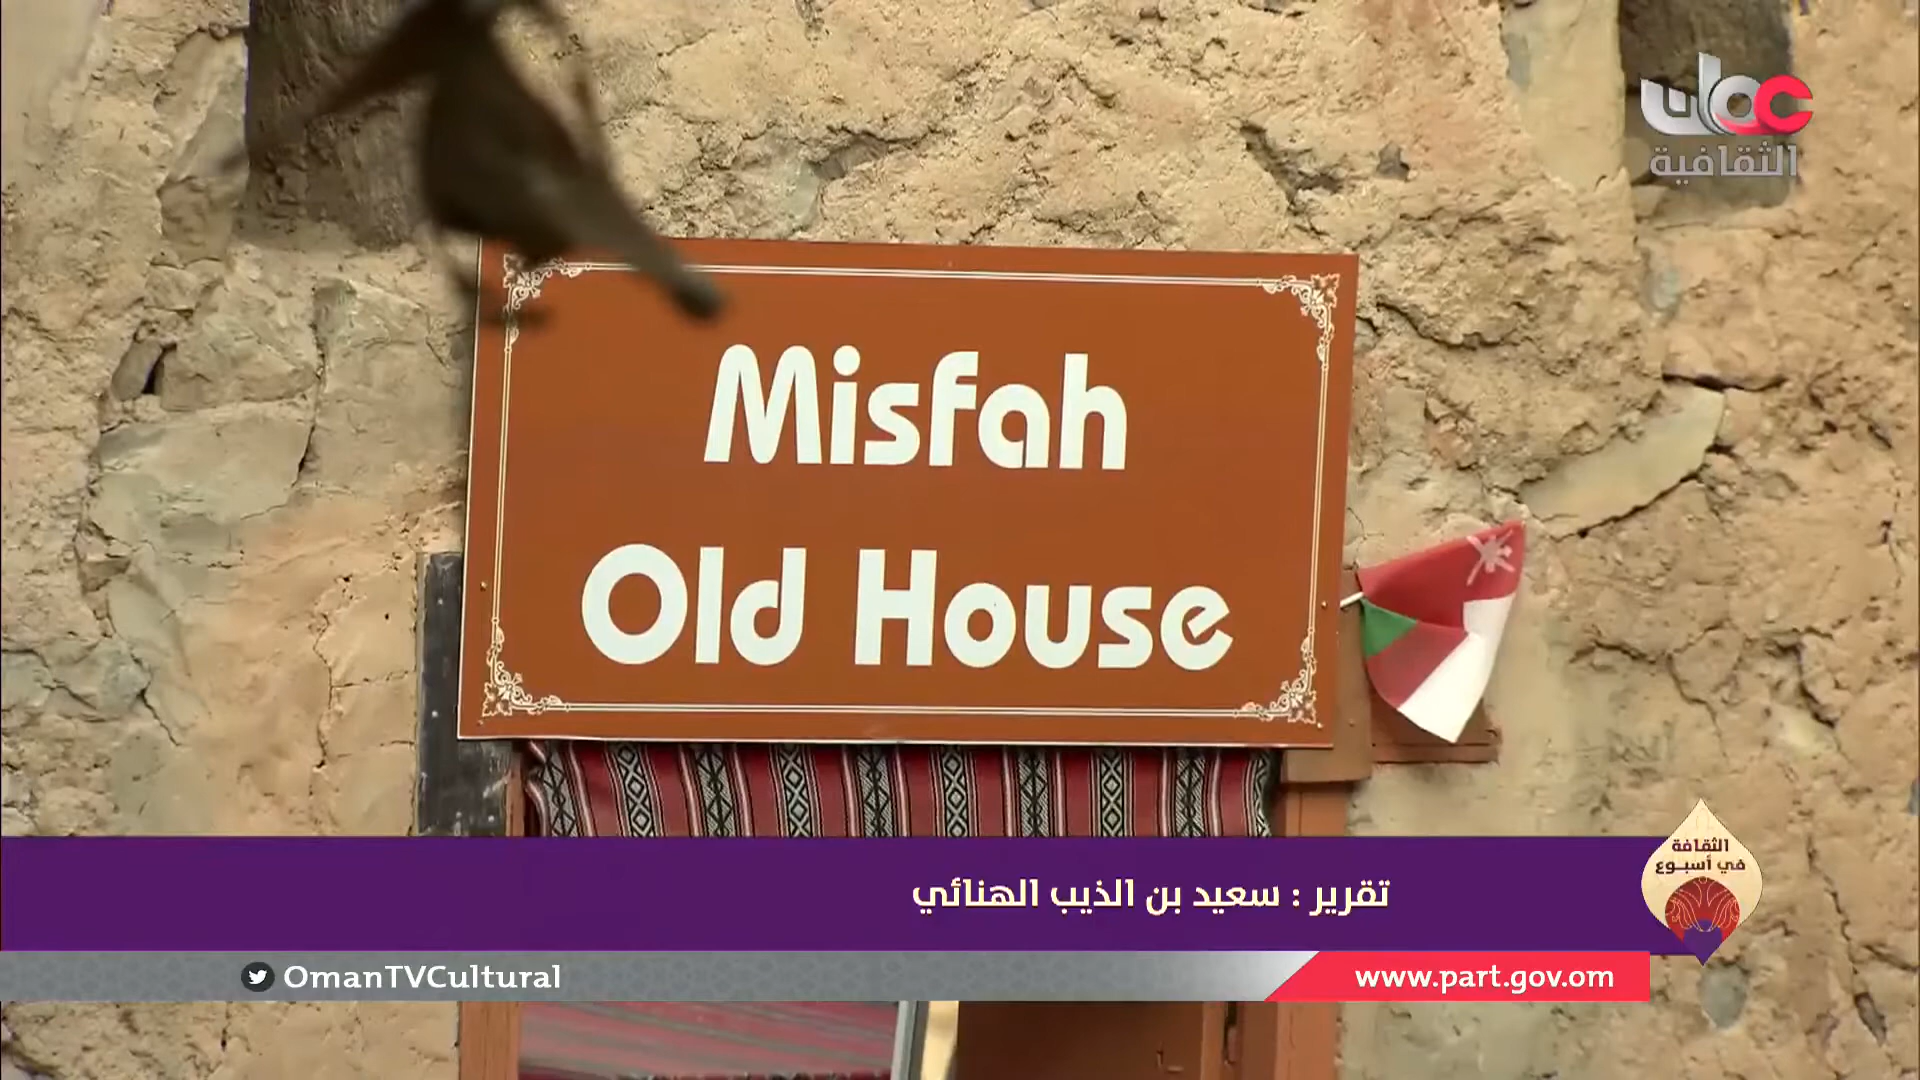 عمان
الثقافية
Misfah
Old House
الثقافة
في أسبوع
تقرير : سعيد بن الذيب الهنائي
OmanTVCultural
www.part.gov.om